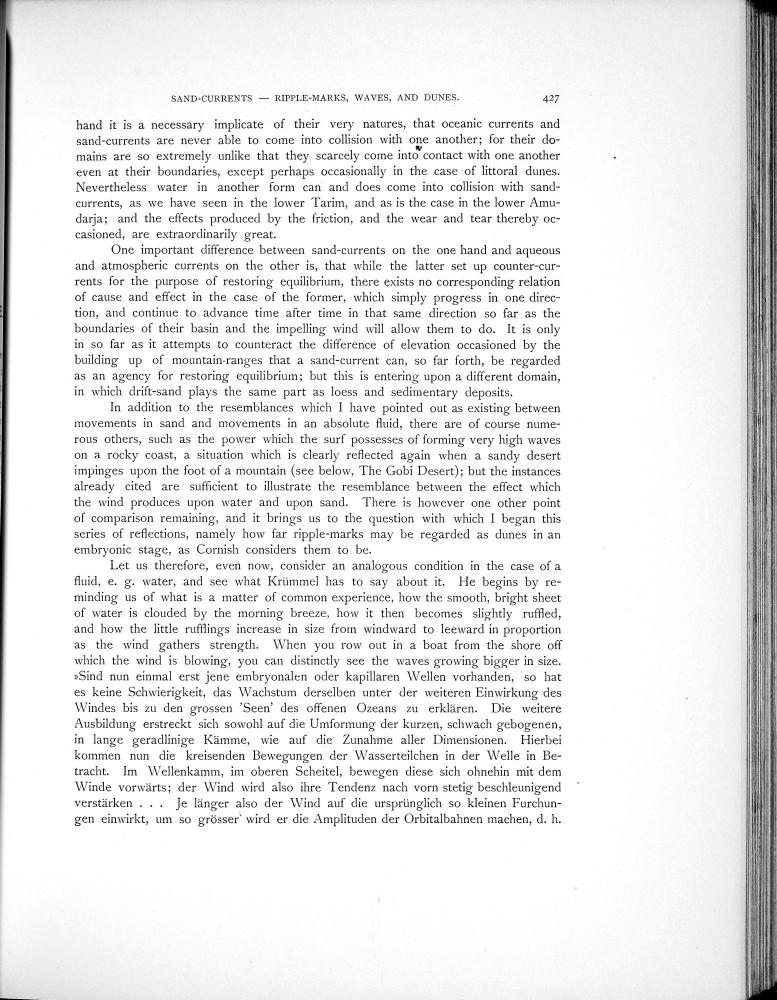 SAND-CURRENTS — RIPPLE-MARKS, WAVES, AND DUNES. 427
hand it is a necessary implicate of their very natures, that oceanic currents and
sand-currents are never able to come into collision with one another; for their do-
mains are so extremely unlike that they scarcely come into contact with one another
even at their boundaries, except perhaps occasionally in the case of littoral dunes.
Nevertheless water in another form can and does come into collision with sand-
currents, as we have seen in the lower Tarim, and as is the case in the lower Amu-
darja; and the effects produced by the friction, and the wear and tear thereby oc-
casioned, are extraordinarily great.
One important difference between sand-currents on the one hand and aqueous
and atmospheric currents on the other is, that while the latter set up counter-cur-
rents for the purpose of restoring equilibrium, there exists no corresponding relation
of cause and effect in the case of the former, which simply progress in one direc-
tion, and continue to advance time after time in that same direction so far as the
boundaries of their basin and the impelling wind will allow them to do. It is only
in so far as it attempts to counteract the difference of elevation occasioned by the
building up of mountain-ranges that a sand-current can, so far forth, be regarded
as an agency for restoring equilibrium; but this is entering upon a different domain,
in which drift-sand plays the same part as loess and sedimentary deposits.
In addition to the resemblances which I have pointed out as existing between
movements in sand and movements in an absolute fluid, there are of course nume-
rous others, such as the power which the surf possesses of forming very high waves
on a rocky coast, a situation which is clearly reflected again when a sandy desert
impinges upon the foot of a mountain (see below, The Gobi Desert); but the instances
already cited are sufficient to illustrate the resemblance between the effect which
the wind produces upon water and upon sand. There is however one other point
of comparison remaining, and it brings us to the question with which I began this
series of reflections, namely how far ripple-marks may be regarded as dunes in an
embryonic stage, as Cornish considers them to be.
Let us therefore, even now, consider an analogous condition in the case of a
fluid, e. g. water, and see what Krümmel has to say about it. He begins by re-
minding us of what is a matter of common experience, how the smooth, bright sheet
of water is clouded by the morning breeze, how it then becomes slightly ruffled,
and how the little rufflings increase in size from windward to leeward in proportion
as the wind gathers strength. When you row out in a boat from the shore off
which the wind is blowing, you can distinctly see the waves growing bigger in size.
»Sind nun einmal erst jene embryonalen oder kapillaren Wellen vorhanden, so hat
es keine Schwierigkeit, das Wachstum derselben unter der weiteren Einwirkung des
Windes bis zu den grossen 'Seen' des offenen Ozeans zu erklären. Die weitere
Ausbildung erstreckt sich sowohl auf die Umformung der kurzen, schwach gebogenen,
in lange geradlinige Kämme, wie auf die Zunahme aller Dimensionen. Hierbei
kommen nun die kreisenden Bewegungen der Wasserteilchen in der Welle in Be-
tracht. Im Wellenkamm, im oberen Scheitel, bewegen diese sich ohnehin mit dem
Winde vorwärts; der Wind wird also ihre Tendenz nach vorn stetig beschleunigend
verstärken . . . Je länger also der Wind auf die ursprünglich so kleinen Furchun-
gen einwirkt, um so grösser wird er die Amplituden der Orbitalbahnen machen, d. h.